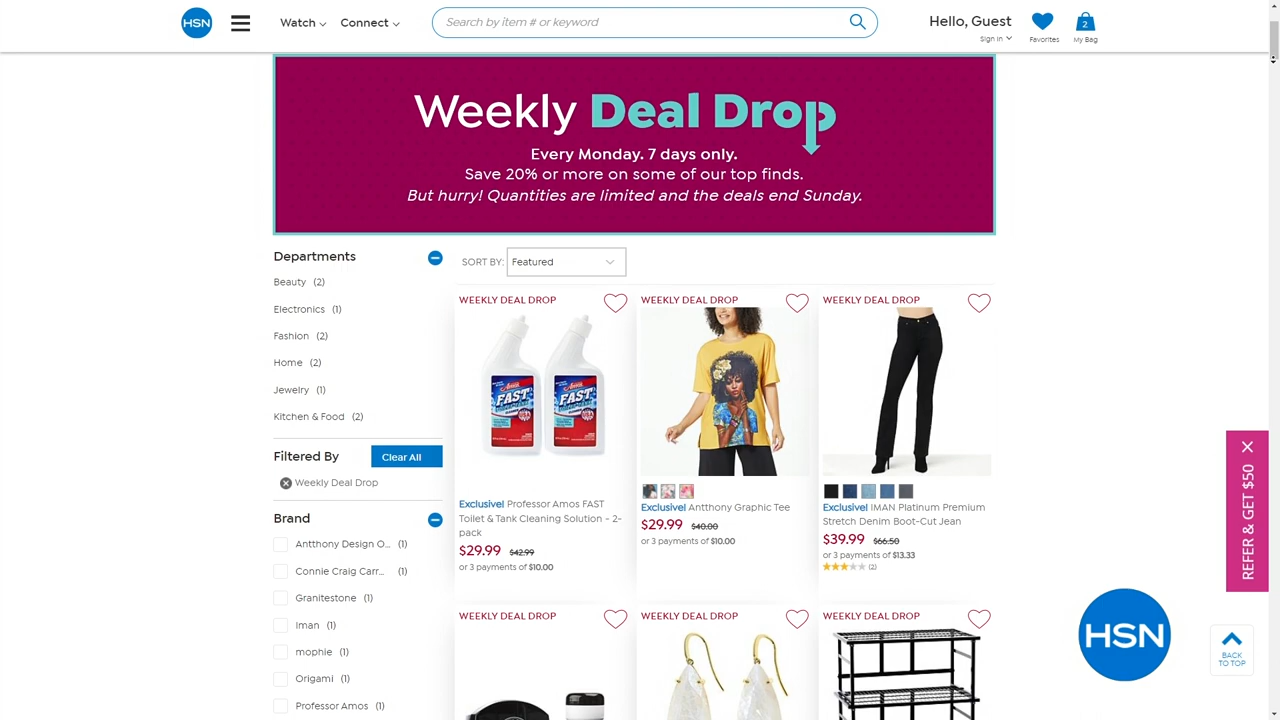 HSN
Watch
Connect
Search by item # or keyword
Hello, Guest
Sign In
Favorites
2
My Bag
Weekly Deal Drop
Every Monday. 7 days only.
Save 20% or more on some of our top finds.
But hurry! Quantities are limited and the deals end Sunday.
Departments
Beauty (2)
Electronics (1)
Fashion (2)
Home (2)
Jewelry (1)
Kitchen & Food (2)
Filtered By
Clear All
Weekly Deal Drop
Brand
Antthony Design O... (1)
Connie Craig Carr... (1)
Granitestone (1)
Iman (1)
mophie (1)
Origami (1)
Professor Amos (1)
SORT BY: Featured
WEEKLY DEAL DROP
Amos
FAST
FAST
Exclusive! Professor Amos FAST
Toilet & Tank Cleaning Solution - 2-
pack
$29.99 $42.99
or 3 payments of $10.00
WEEKLY DEAL DROP
Exclusive! Antthony Graphic Tee
$29.99 $40.00
or 3 payments of $10.00
WEEKLY DEAL DROP
Exclusive! IMAN Platinum Premium
Stretch Denim Boot-Cut Jean
$39.99 $66.50
or 3 payments of $13.33
(2)
WEEKLY DEAL DROP
WEEKLY DEAL DROP
WEEKLY DEAL DROP
REFER & GET $50
HSN
BACK
TO TOP